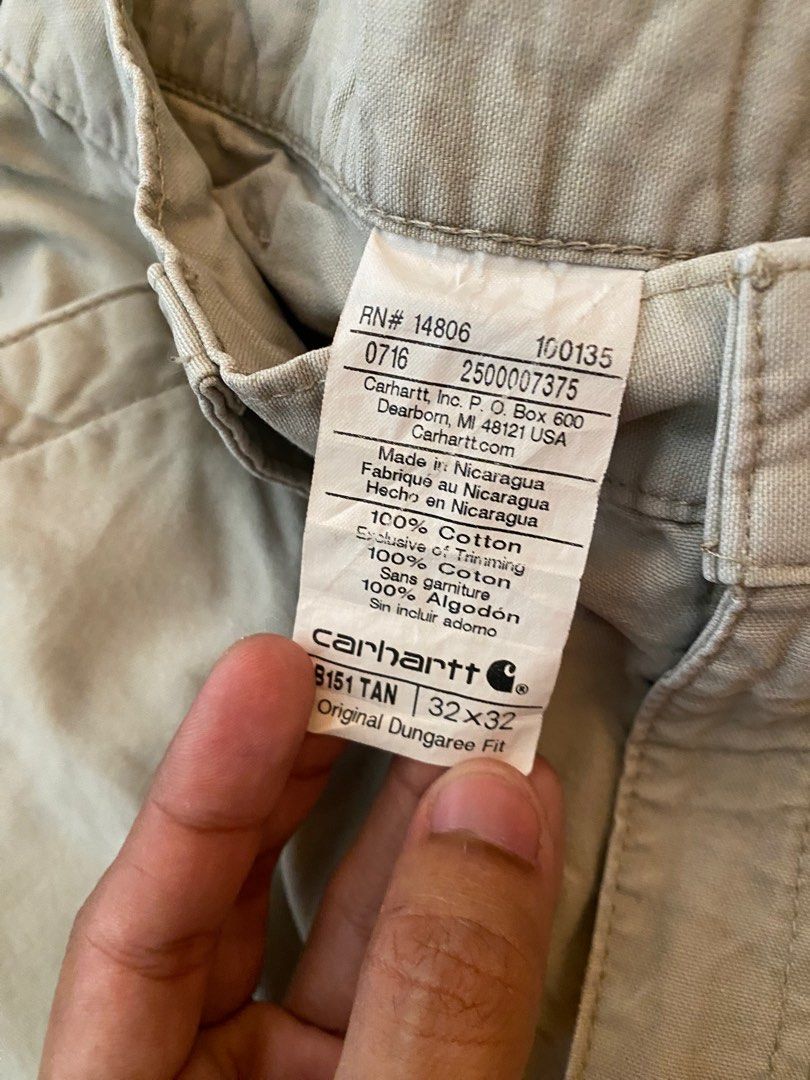 RN# 14806 100135
0716 2500007375
Carhartt, Inc. P. O. Box 600
Dearborn, MI 48121 USA
Carhartt.com
Made in Nicaragua
Fabriqué au Nicaragua
Hecho en Nicaragua
100% Cotton
Exclusive of Trimming
100% Coton
Sans garniture
100% Algodón
Sin incluir adorno
carhartt ®
B151 TAN 32×32
Original Dungaree Fit